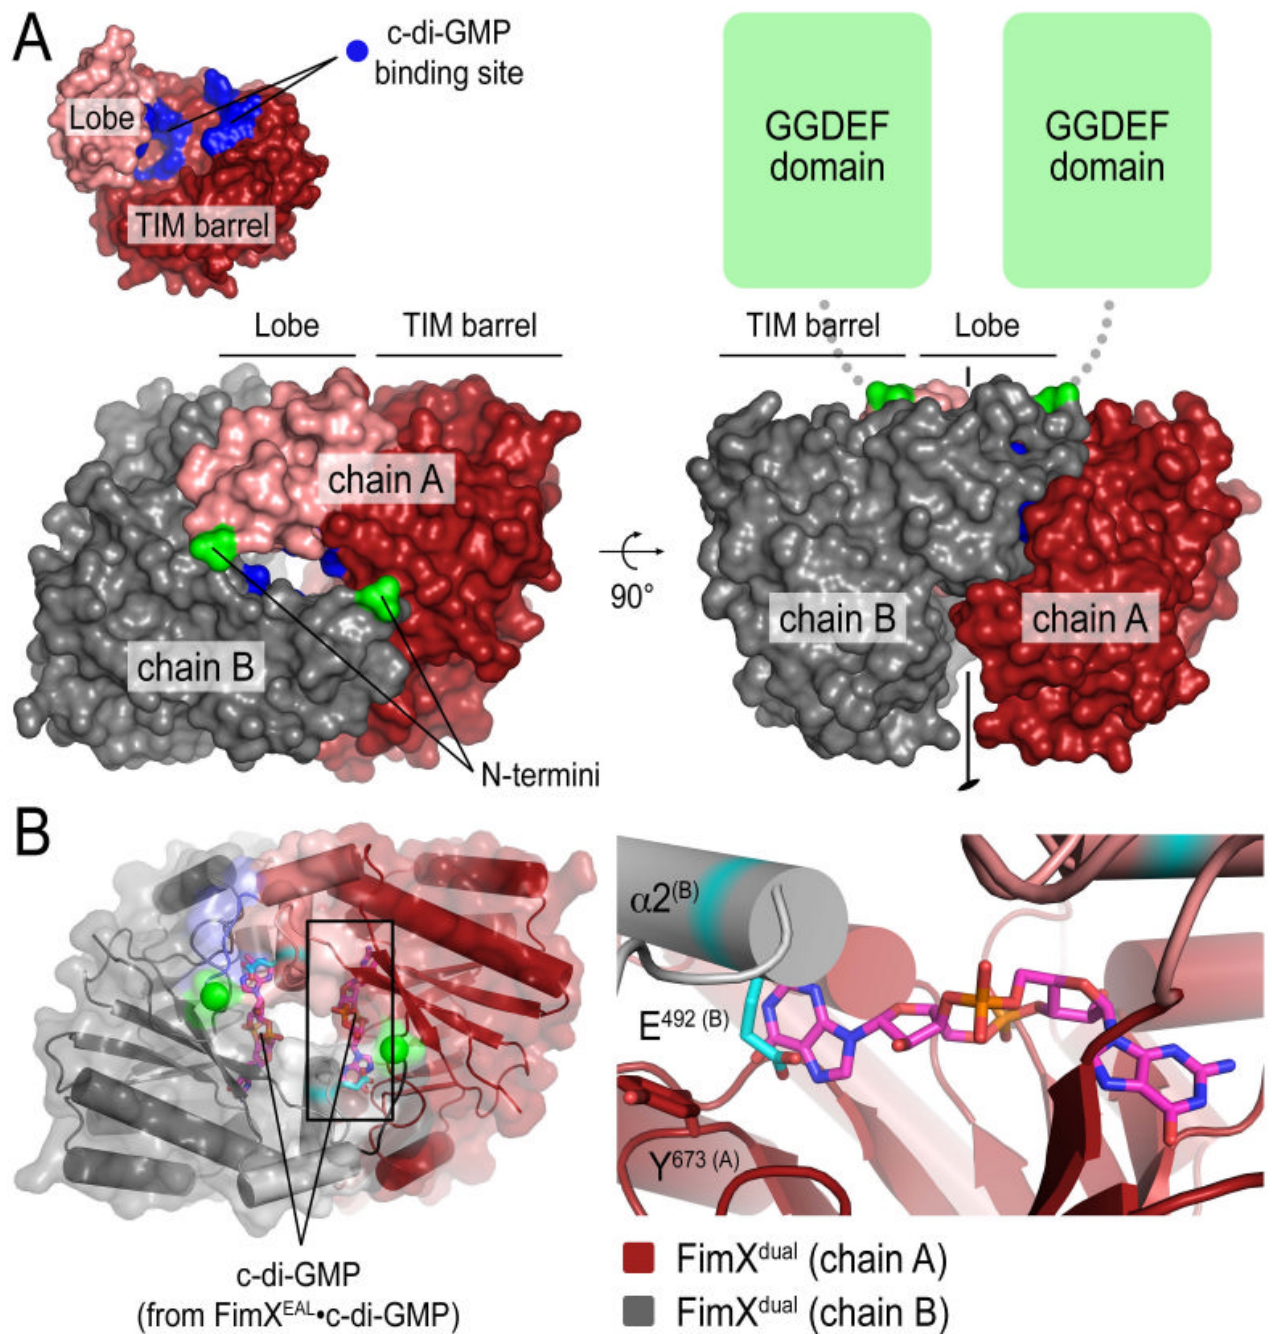 A
c-di-GMP
binding site
Lobe
TIM barrel
GGDEF
domain
GGDEF
domain
Lobe
TIM barrel
TIM barrel
Lobe
chain A
chain B
90°
chain B
chain A
N-termini
B
α2(B)
E492 (B)
Y673 (A)
c-di-GMP
(from FimXEAL•c-di-GMP)
FimXdual (chain A)
FimXdual (chain B)